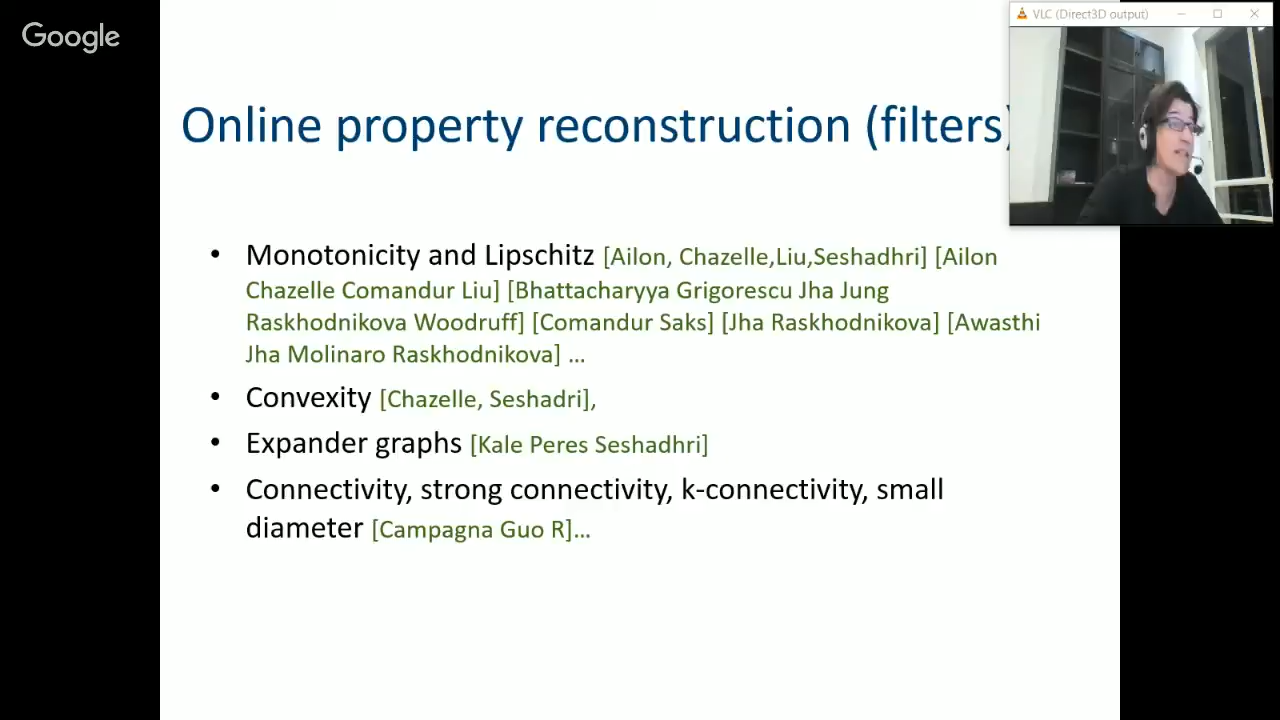 Google
VLC (Direct3D output)
Online property reconstruction (filters)
• Monotonicity and Lipschitz [Ailon, Chazelle,Liu,Seshadhri] [Ailon
Chazelle Comandur Liu] [Bhattacharyya Grigorescu Jha Jung
Raskhodnikova Woodruff] [Comandur Saks] [Jha Raskhodnikova] [Awasthi
Jha Molinaro Raskhodnikova] …
• Convexity [Chazelle, Seshadri],
• Expander graphs [Kale Peres Seshadhri]
• Connectivity, strong connectivity, k-connectivity, small
diameter [Campagna Guo R]…